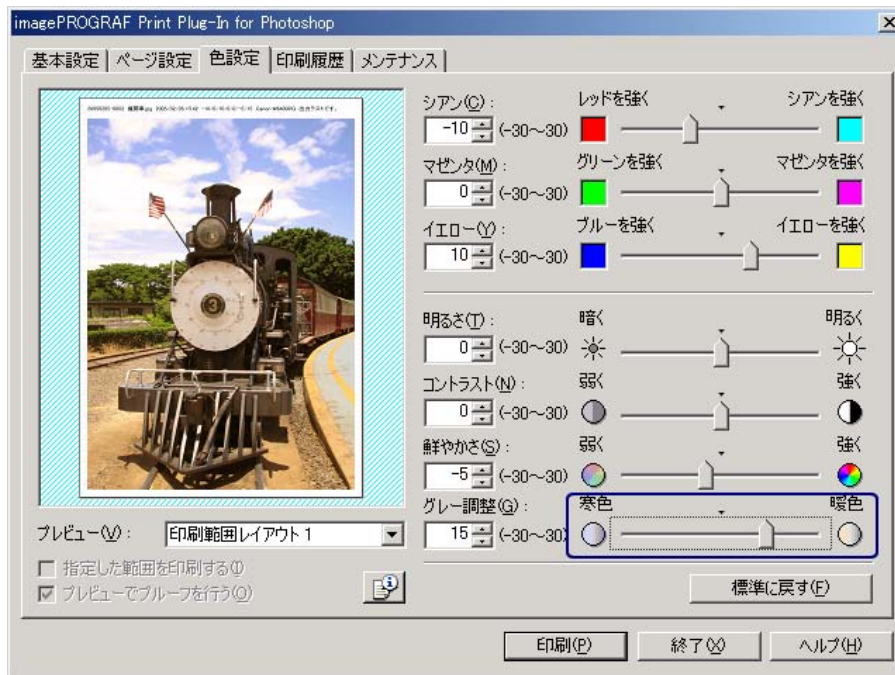 imagePROGRAF Print Plug-In for Photoshop
基本設定 ページ設定 色設定 印刷履歴 メンテナンス
シアン(C): レッドを強く シアンを強く
-10 (-30～30)
マゼンタ(M): グリーンを強く マゼンタを強く
0 (-30～30)
イエロー(Y): ブルーを強く イエローを強く
10 (-30～30)
明るさ(T): 暗く 明るく
0 (-30～30)
コントラスト(N): 弱く 強く
0 (-30～30)
鮮やかさ(S): 弱く 強く
-5 (-30～30)
グレー調整(G): 寒色 暖色
15 (-30～30)
3
プレビュー(V): 印刷範囲レイアウト 1
指定した範囲を印刷する(I)
プレビューでプルーフを行う(O)
標準に戻す(F)
印刷(P) 終了(X) ヘルプ(H)